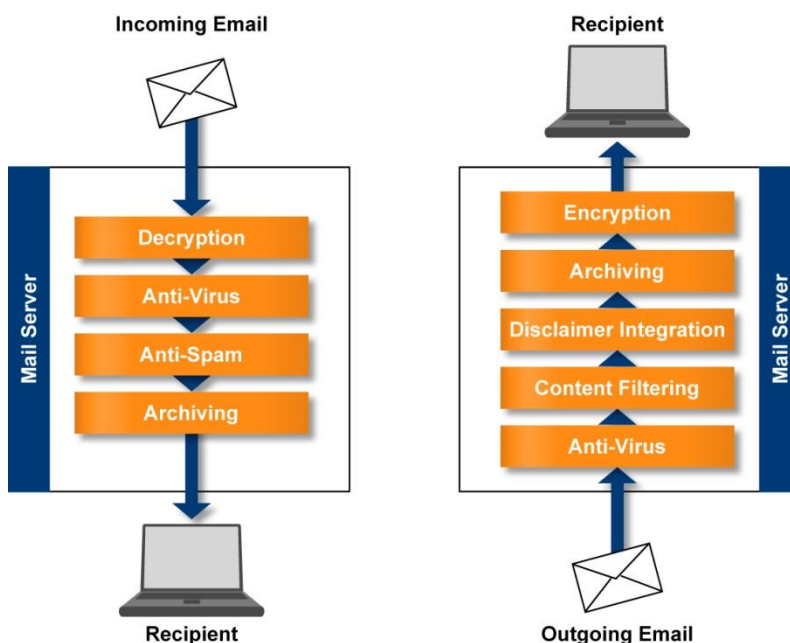 Incoming Email
Mail Server
Decryption
Anti-Virus
Anti-Spam
Archiving
Recipient
Recipient
Encryption
Archiving
Disclaimer Integration
Content Filtering
Anti-Virus
Mail Server
Outgoing Email